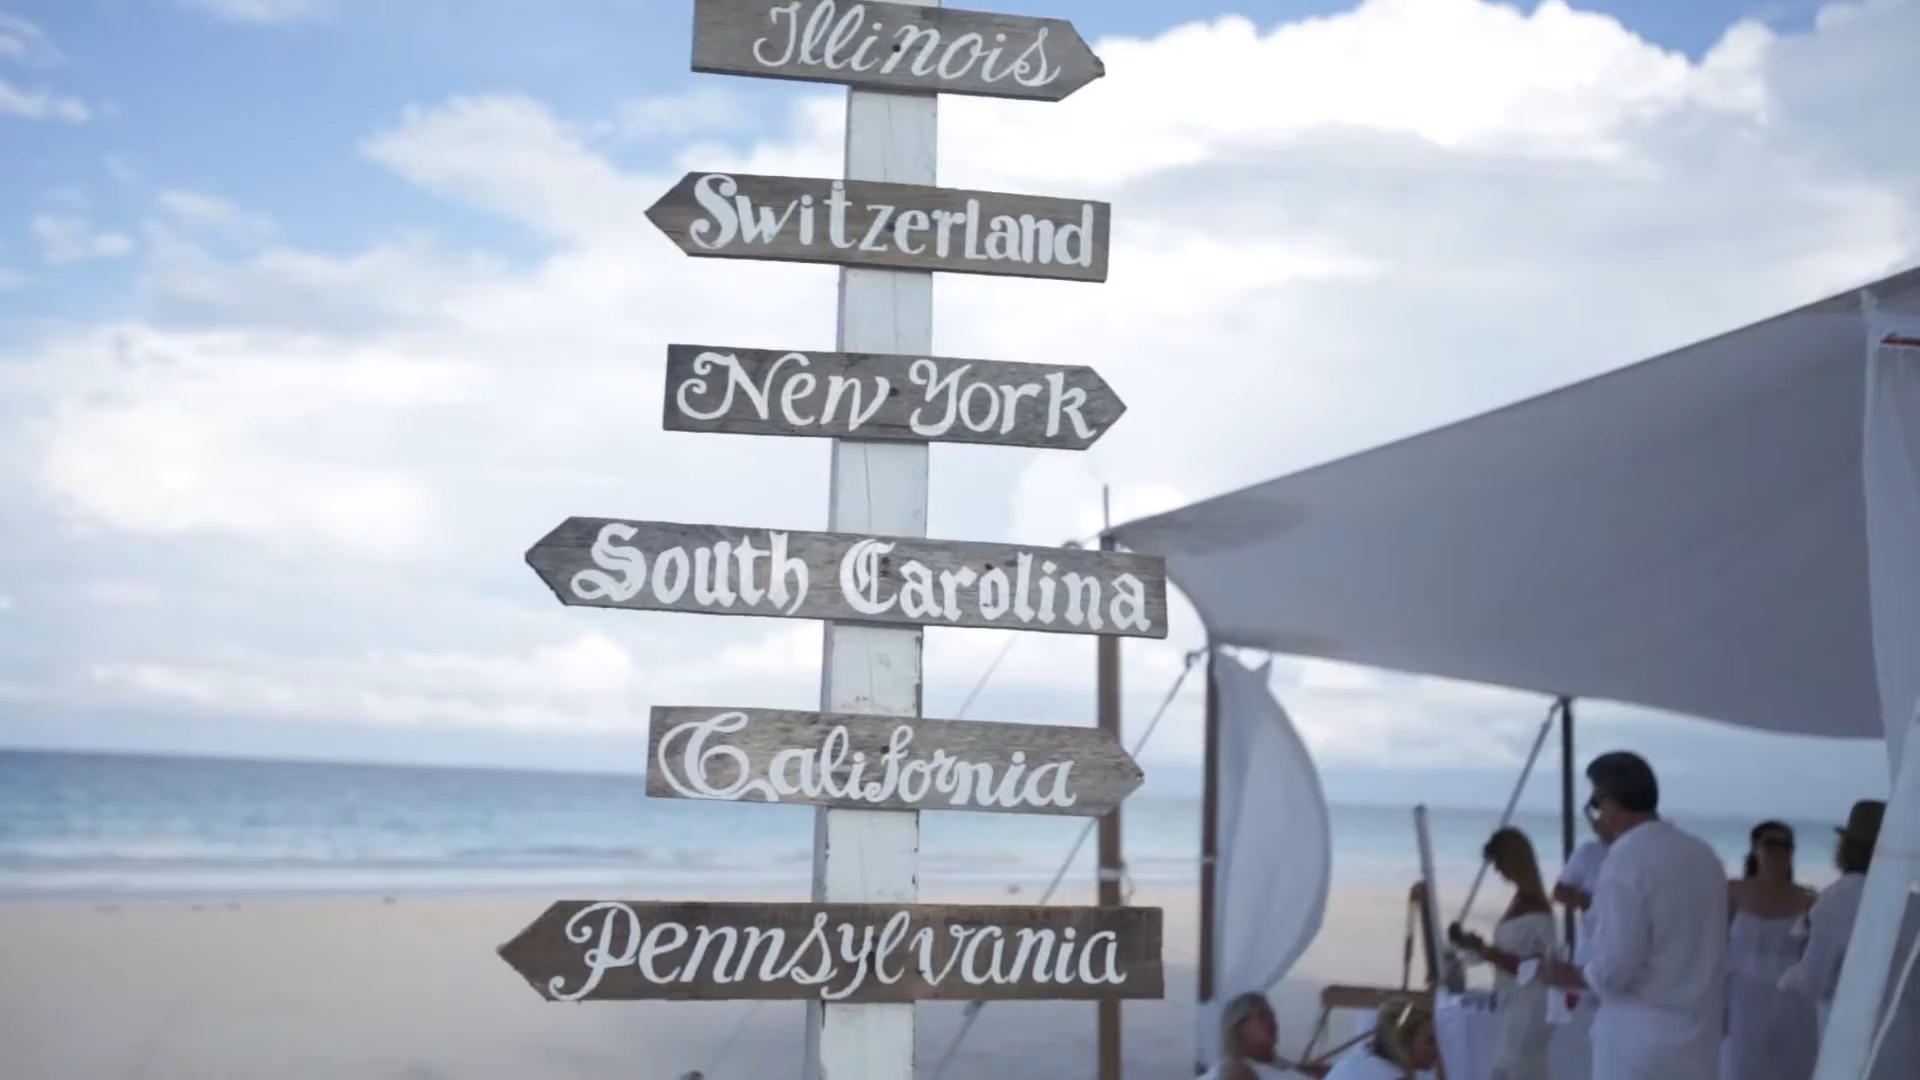 Illinois
Switzerland
New York
South Carolina
California
Pennsylvania